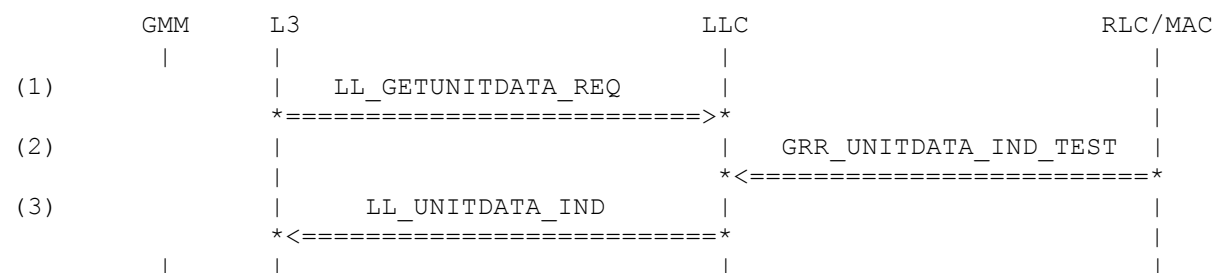 GMM L3 LLC RLC/MAC
| | | |
(1) | LL_GETUNITDATA_REQ | |
*==========================>* |
(2) | | GRR_UNITDATA_IND_TEST |
| *<=========================*
(3) | LL_UNITDATA_IND | |
*<==========================* |
| | | |